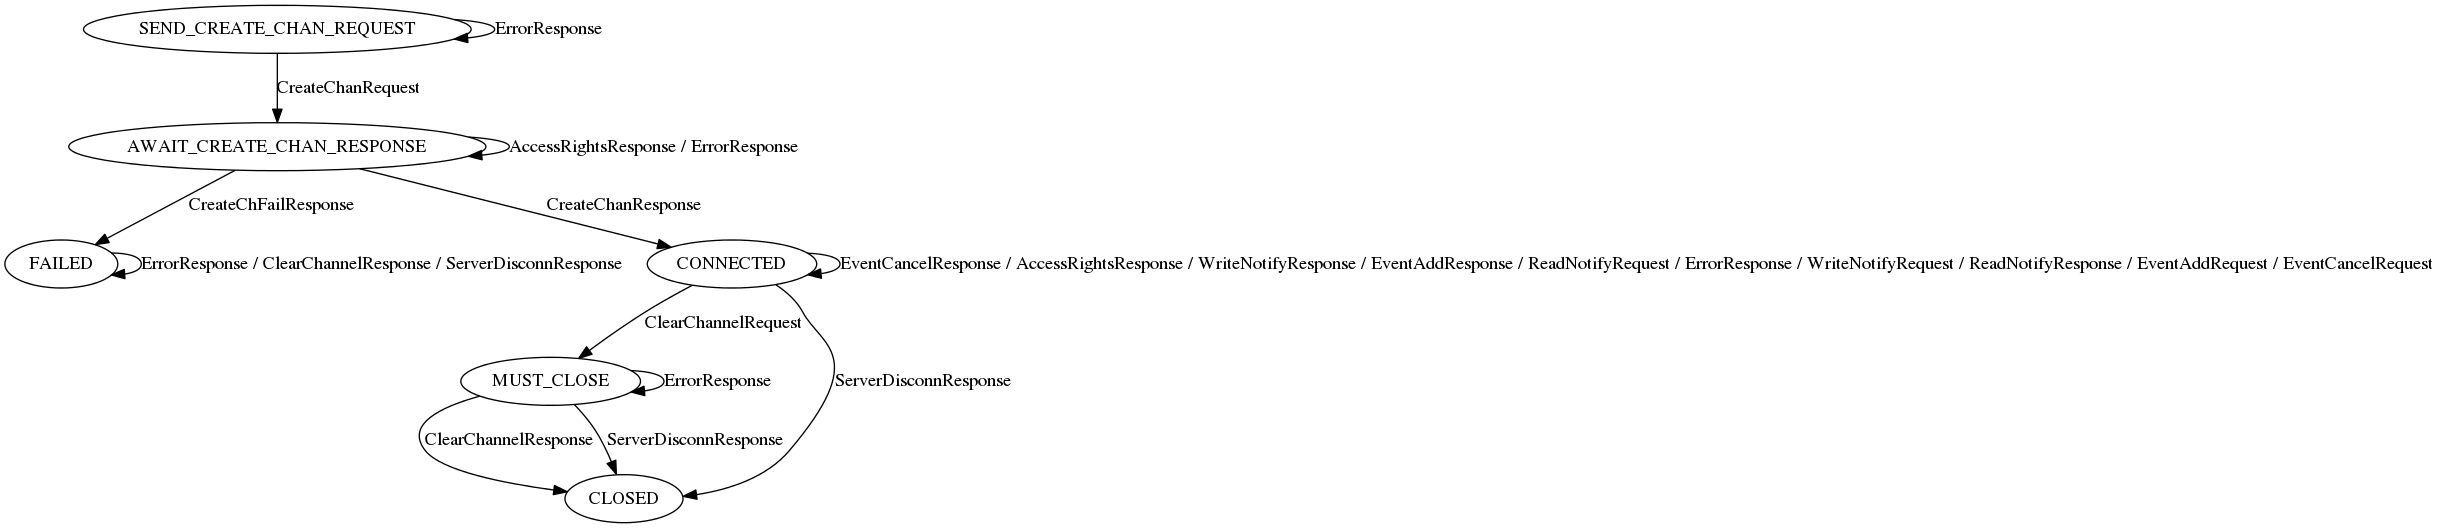 SEND_CREATE_CHAN_REQUEST
ErrorResponse
CreateChanRequest
AWAIT_CREATE_CHAN_RESPONSE
AccessRightsResponse / ErrorResponse
CreateChFailResponse
CreateChanResponse
FAILED
ErrorResponse / ClearChannelResponse / ServerDisconnResponse
CONNECTED
EventCancelResponse / AccessRightsResponse / WriteNotifyResponse / EventAddResponse / ReadNotifyRequest / ErrorResponse / WriteNotifyRequest / ReadNotifyResponse / EventAddRequest / EventCancelRequest
ClearChannelRequest
MUST_CLOSE
ErrorResponse
ServerDisconnResponse
ClearChannelResponse
ServerDisconnResponse
CLOSED